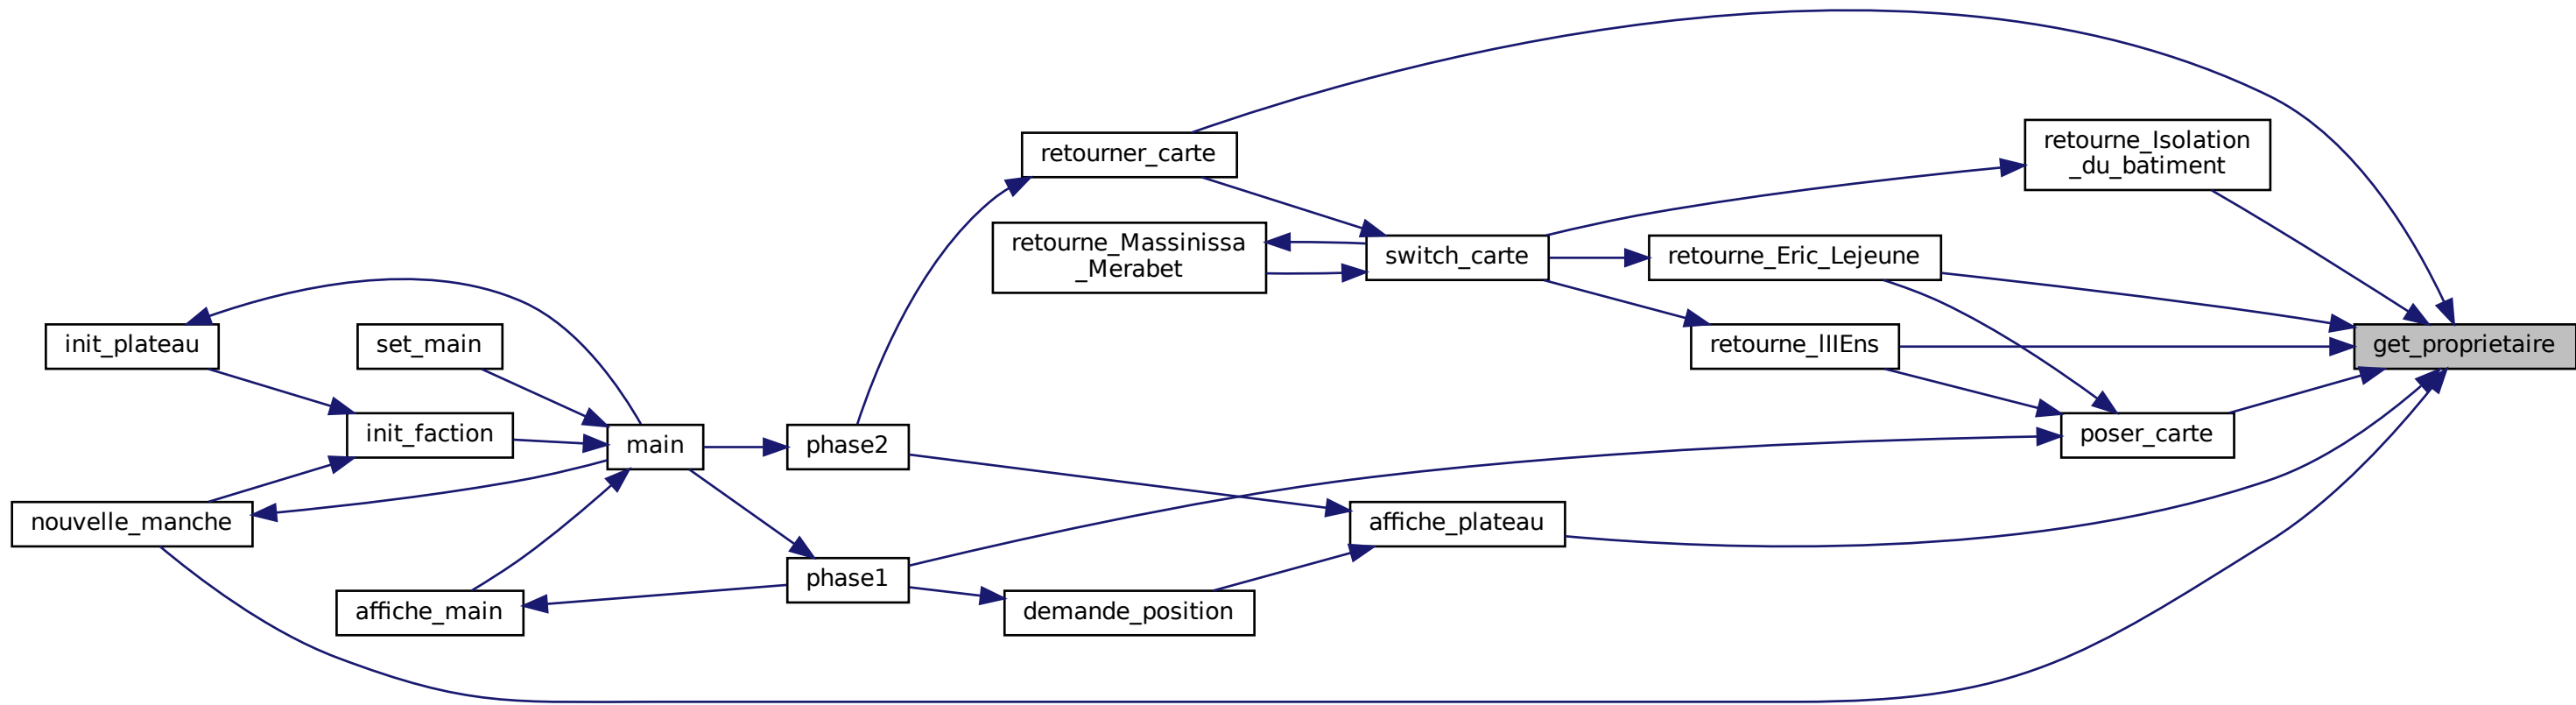 retourner_carte
retourne_Isolation
_du_batiment
retourne_Massinissa
_Merabet
switch_carte
retourne_Eric_Lejeune
init_plateau
set_main
retourne_IIIEns
get_proprietaire
init_faction
main
phase2
poser_carte
nouvelle_manche
affiche_plateau
phase1
affiche_main
demande_position